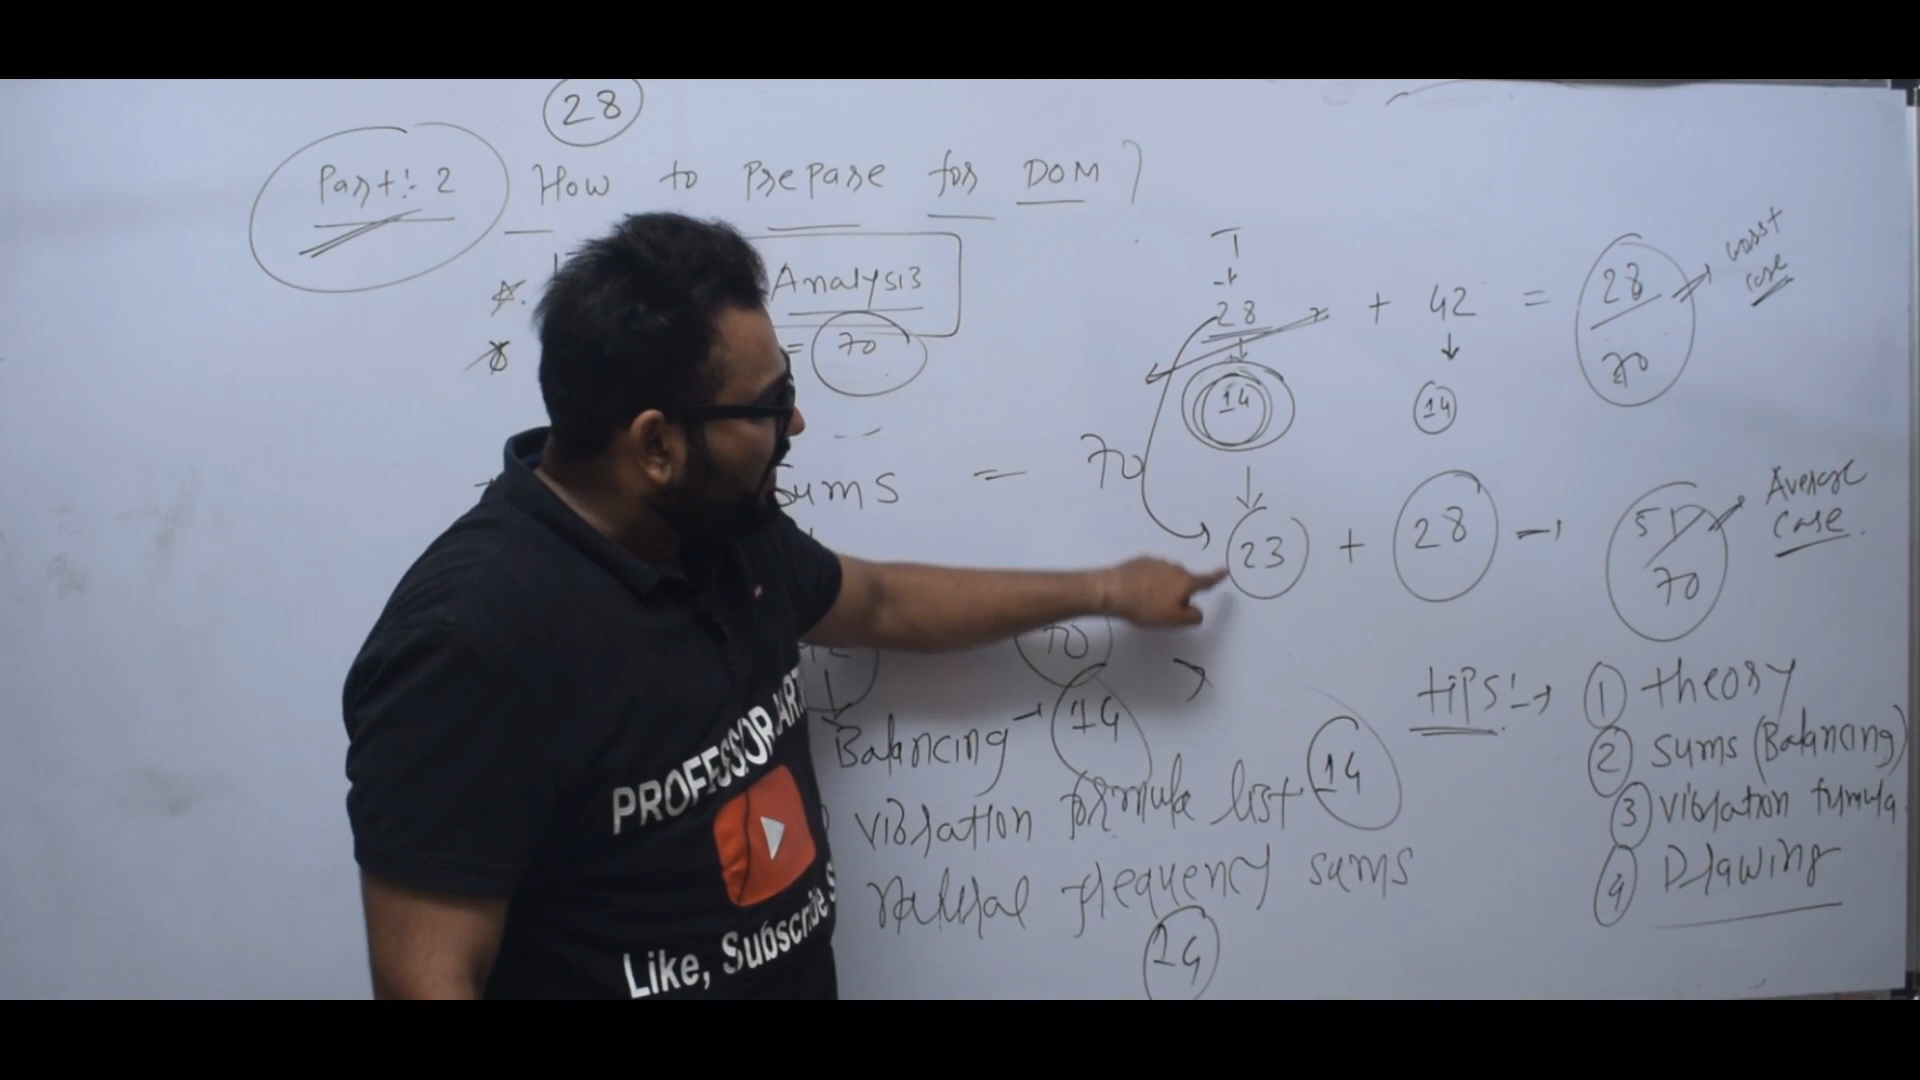 28
Part:- 2 How to Prepare for DOM?
Analysis
= 70
T
28 + 42 = 28/70 worst case
14 14
Sums = 70
23 + 28 → 51/70 Average case.
70
Balancing → 14
vibration formula list 14
natural frequency sums
14
tips:→ ① theory
② sums (Balancing)
③ vibration fumula
④ Drawing
PROFESSOR
Like, Subscribe